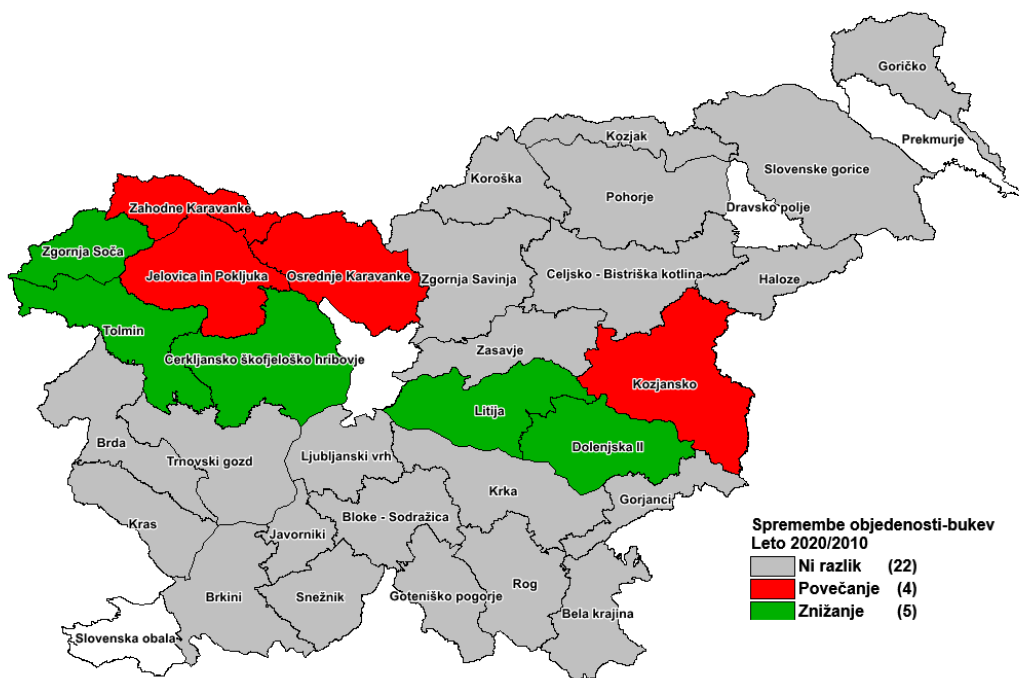 Goričko
Prekmurje
Kozjak
Slovenske gorice
Koroška
Pohorje
Dravsko polje
Zahodne Karavanke
Zgornja Soča
Jelovica in Pokljuka
Osrednje Karavanke
Zgornja Savinja
Celjsko - Bistriška kotlina
Haloze
Tolmin
Cerkljansko škofjeloško hribovje
Zasavje
Kozjansko
Litija
Dolenjska II
Brda
Trnovski gozd
Ljubljanski vrh
Krka
Gorjanci
Kras
Javorniki
Bloke - Sodražica
Brkini
Snežnik
Goteniško pogorje
Rog
Bela krajina
Slovenska obala
Spremembe objedenosti-bukev
Leto 2020/2010
Ni razlik (22)
Povečanje (4)
Znižanje (5)